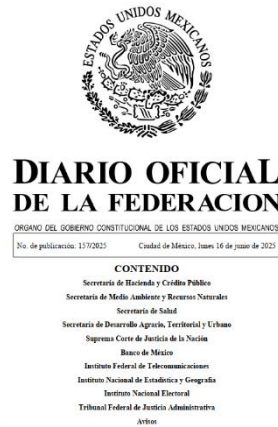 ESTADOS UNIDOS MEXICANOS
DIARIO OFICIAL
DE LA FEDERACION
ORGANO DEL GOBIERNO CONSTITUCIONAL DE LOS ESTADOS UNIDOS MEXICANOS
No. de publicación: 157/2025 Ciudad de México, lunes 16 de junio de 2025
CONTENIDO
Secretaría de Hacienda y Crédito Público
Secretaría de Medio Ambiente y Recursos Naturales
Secretaría de Salud
Secretaría de Desarrollo Agrario, Territorial y Urbano
Suprema Corte de Justicia de la Nación
Banco de México
Instituto Federal de Telecomunicaciones
Instituto Nacional de Estadística y Geografía
Instituto Nacional Electoral
Tribunal Federal de Justicia Administrativa
Avisos